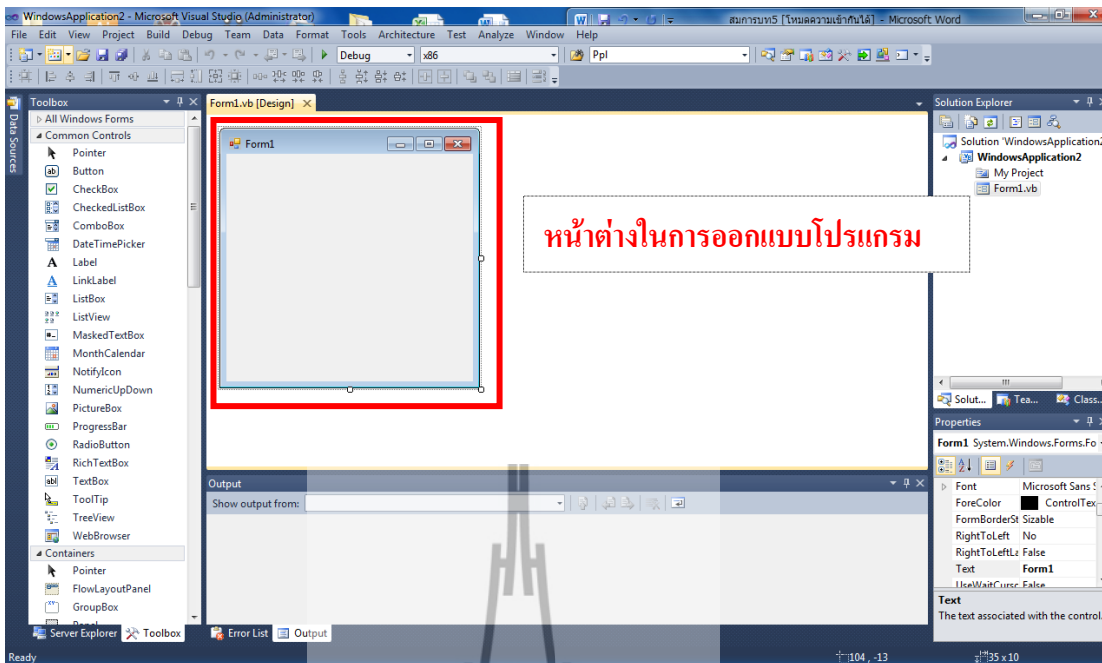 WindowsApplication2 - Microsoft Visual Studio (Administrator)
สมการบทที่5 [โหมดความเข้ากันได้] - Microsoft Word
File Edit View Project Build Debug Team Data Format Tools Architecture Test Analyze Window Help
Debug x86 Ppl
Data Sources
Toolbox
All Windows Forms
Common Controls
Pointer
Button
CheckBox
CheckedListBox
ComboBox
DateTimePicker
Label
LinkLabel
ListBox
ListView
MaskedTextBox
MonthCalendar
NotifyIcon
NumericUpDown
PictureBox
ProgressBar
RadioButton
RichTextBox
TextBox
ToolTip
TreeView
WebBrowser
Containers
Pointer
FlowLayoutPanel
GroupBox
Server Explorer Toolbox
Form1.vb [Design]
Form1
หน้าต่างในการออกแบบโปรแกรม
Output
Show output from:
Error List Output
Solution Explorer
Solution 'WindowsApplication2
WindowsApplication2
My Project
Form1.vb
Solut... Tea... Class..
Properties
Form1 System.Windows.Forms.Fo
Font Microsoft Sans S
ForeColor ControlTex
FormBorderSt Sizable
RightToLeft No
RightToLeftLa False
Text Form1
UseWaitCursc False
Text
The text associated with the control.
Ready 104 , -13 35 x 10